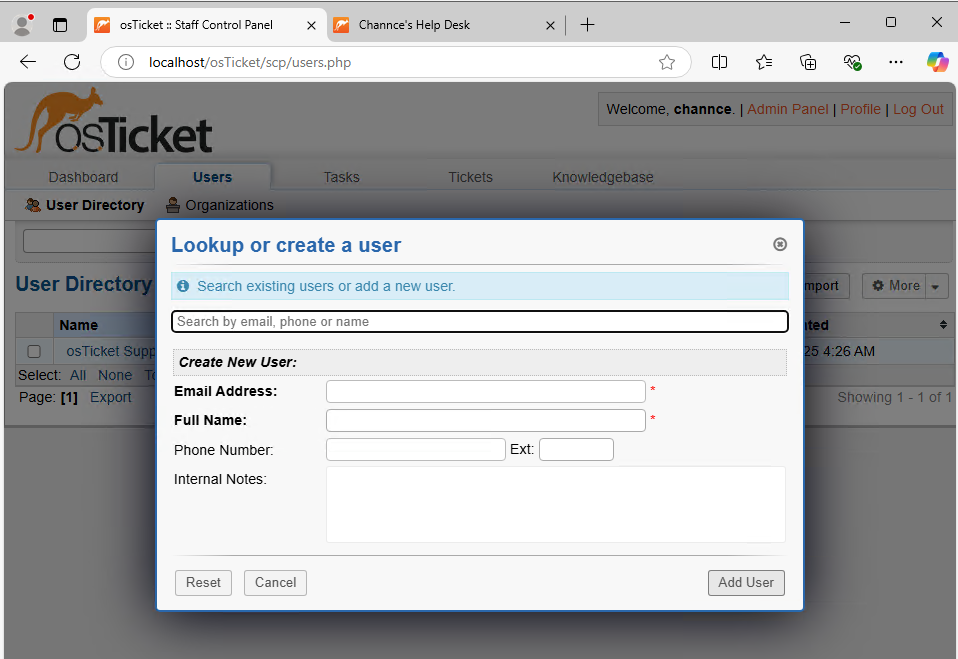 osTicket :: Staff Control Panel
Channce's Help Desk
localhost/osTicket/scp/users.php
osTicket
Welcome, channce. | Admin Panel | Profile | Log Out
Dashboard Users Tasks Tickets Knowledgebase
User Directory Organizations
Lookup or create a user
Search existing users or add a new user.
User Directory
mport
More
Search by email, phone or name
Name
ted
osTicket Supp
25 4:26 AM
Create New User:
Select: All None T
Email Address: *
Page: [1] Export
Showing 1 - 1 of 1
Full Name: *
Phone Number: Ext:
Internal Notes:
Reset Cancel Add User